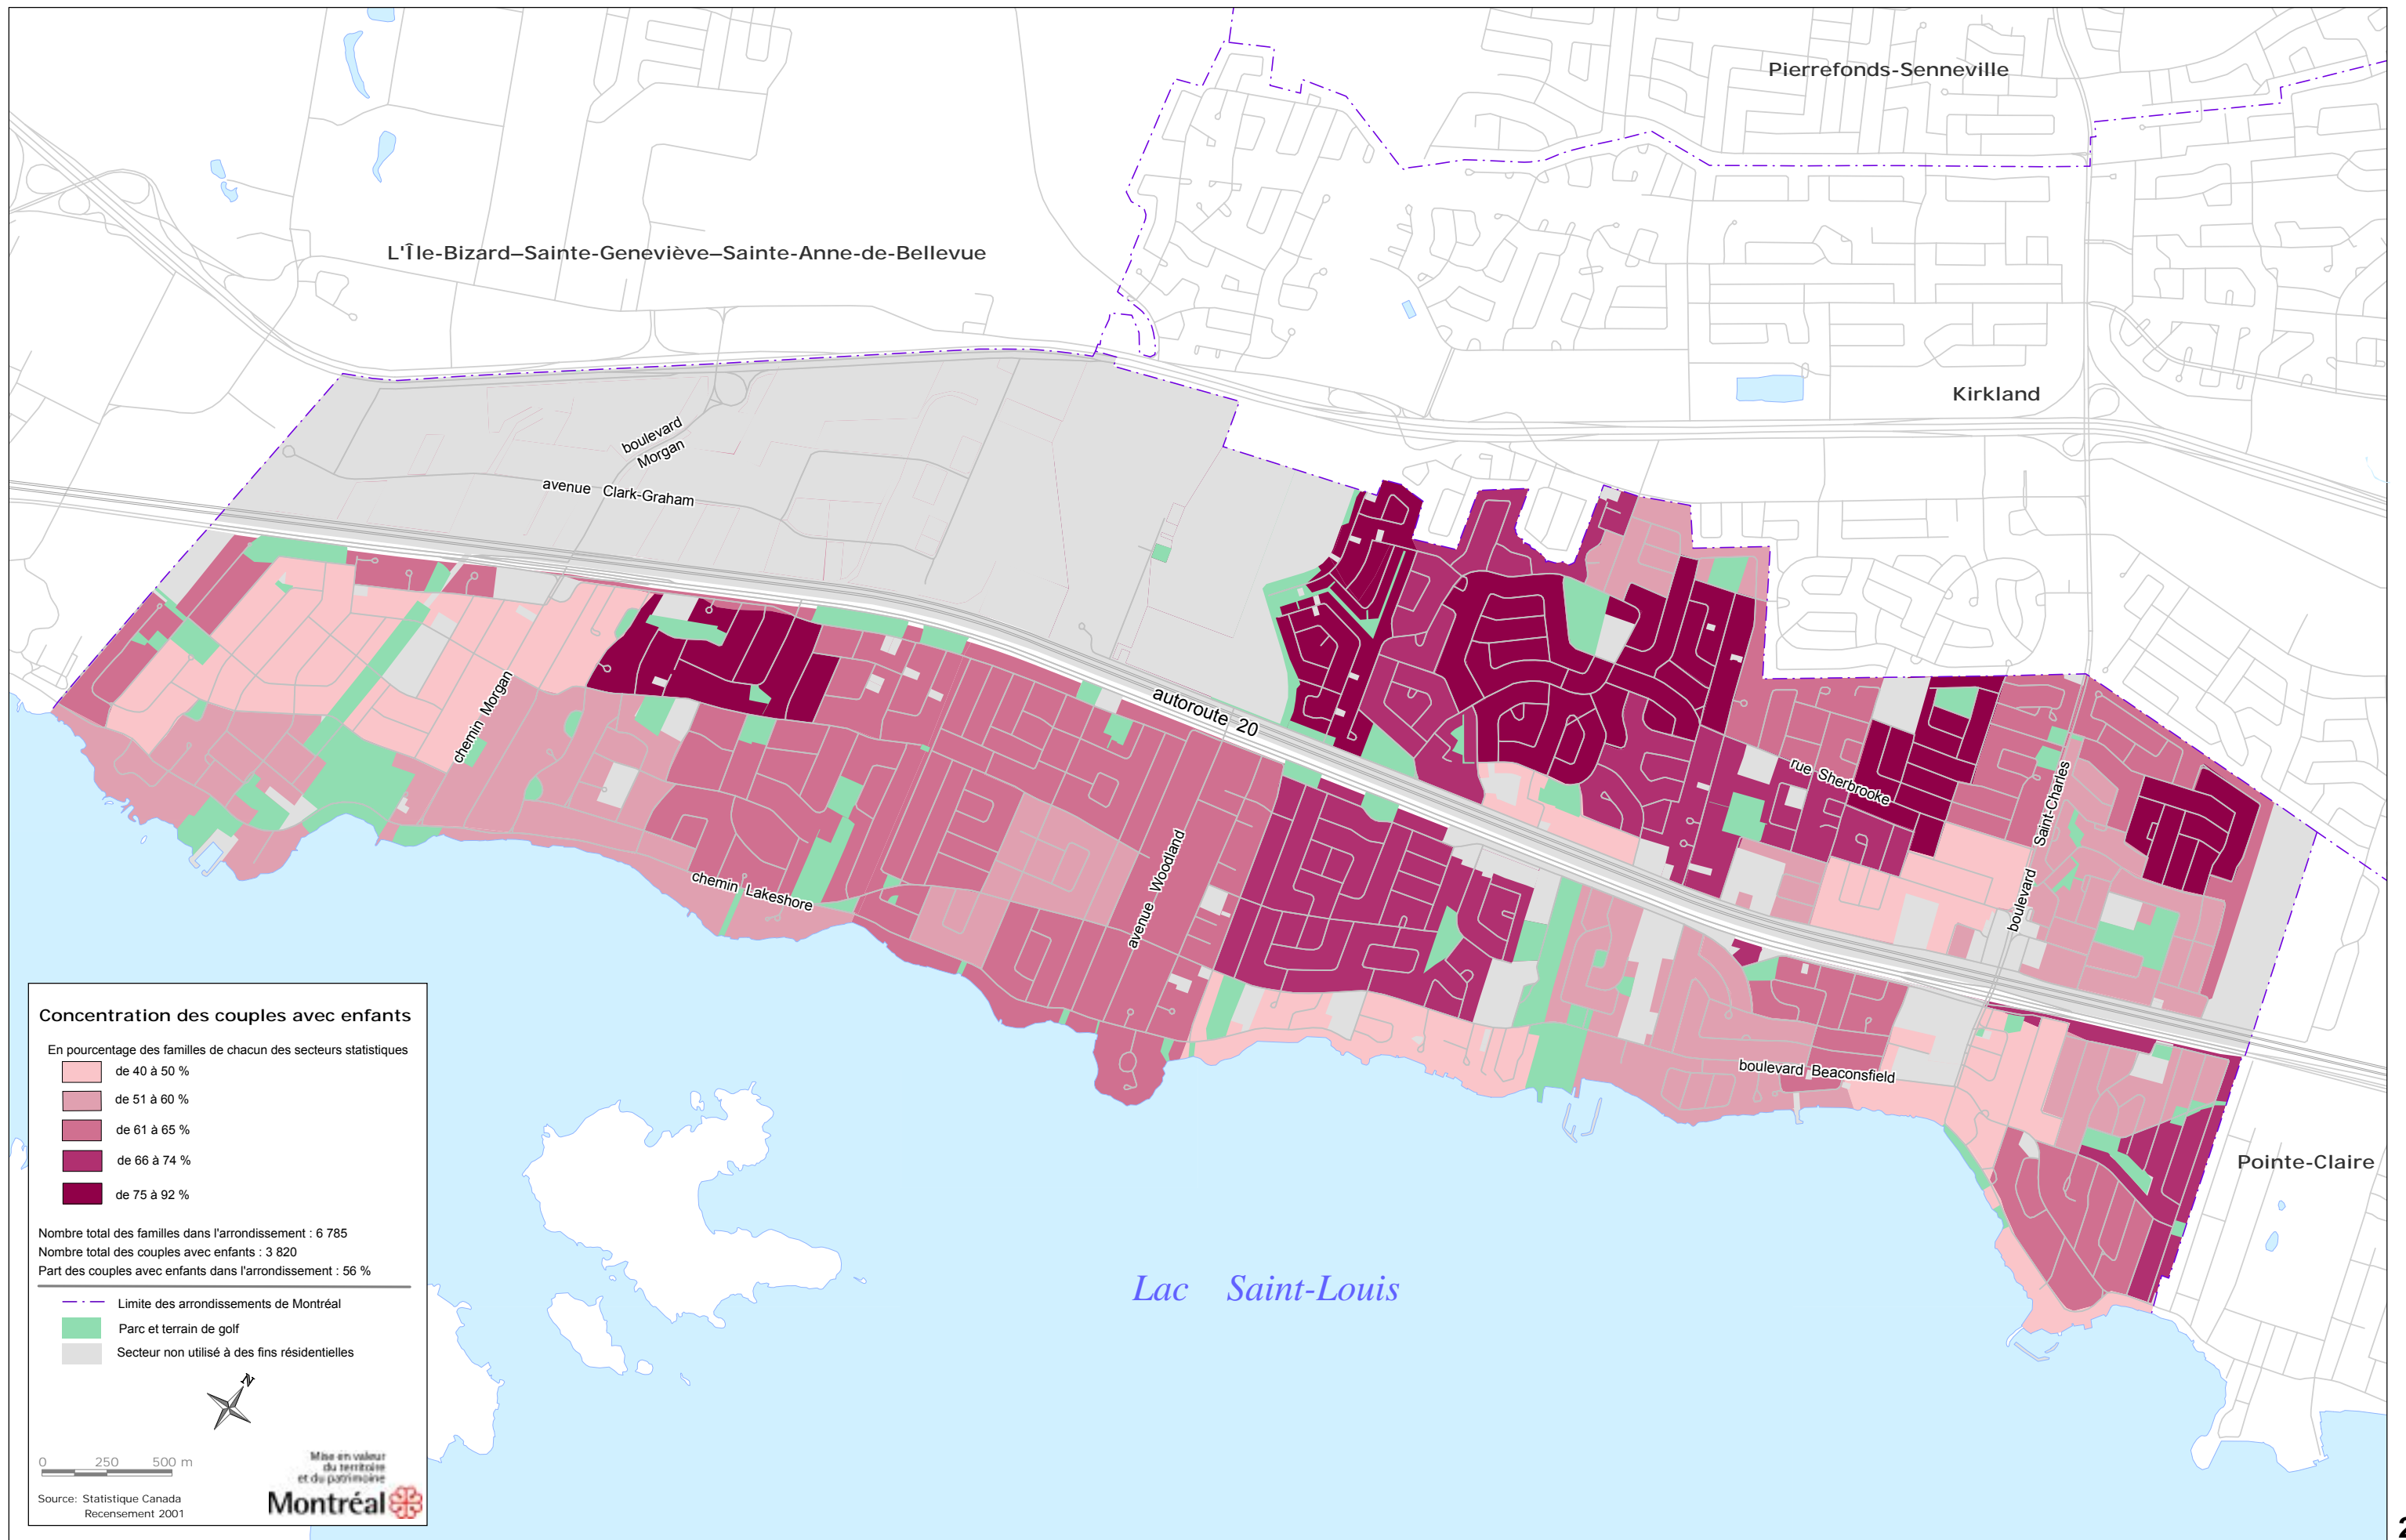 Pierrefonds-Senneville
L'Île-Bizard–Sainte-Geneviève–Sainte-Anne-de-Bellevue
Kirkland
boulevard
Morgan
avenue Clark-Graham
autoroute 20
chemin Morgan
rue Sherbrooke
boulevard Saint-Charles
avenue Woodland
chemin Lakeshore
boulevard Beaconsfield
Pointe-Claire
Lac Saint-Louis
Concentration des couples avec enfants
En pourcentage des familles de chacun des secteurs statistiques
de 40 à 50 %
de 51 à 60 %
de 61 à 65 %
de 66 à 74 %
de 75 à 92 %
Nombre total des familles dans l'arrondissement : 6 785
Nombre total des couples avec enfants : 3 820
Part des couples avec enfants dans l'arrondissement : 56 %
Limite des arrondissements de Montréal
Parc et terrain de golf
Secteur non utilisé à des fins résidentielles
N
0 250 500 m
Mise en valeur
du territoire
et du patrimoine
Montréal
Source: Statistique Canada
Recensement 2001